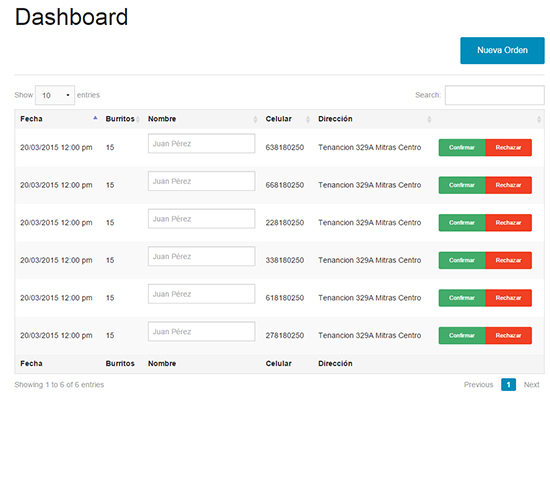 Dashboard
Nueva Orden
Show 10 entries Search:
Fecha Burritos Nombre Celular Dirección
20/03/2015 12:00 pm 15 Juan Pérez 638180250 Tenancion 329A Mitras Centro Confirmar Rechazar
20/03/2015 12:00 pm 15 Juan Pérez 668180250 Tenancion 329A Mitras Centro Confirmar Rechazar
20/03/2015 12:00 pm 15 Juan Pérez 228180250 Tenancion 329A Mitras Centro Confirmar Rechazar
20/03/2015 12:00 pm 15 Juan Pérez 338180250 Tenancion 329A Mitras Centro Confirmar Rechazar
20/03/2015 12:00 pm 15 Juan Pérez 618180250 Tenancion 329A Mitras Centro Confirmar Rechazar
20/03/2015 12:00 pm 15 Juan Pérez 278180250 Tenancion 329A Mitras Centro Confirmar Rechazar
Fecha Burritos Nombre Celular Dirección
Showing 1 to 6 of 6 entries Previous 1 Next